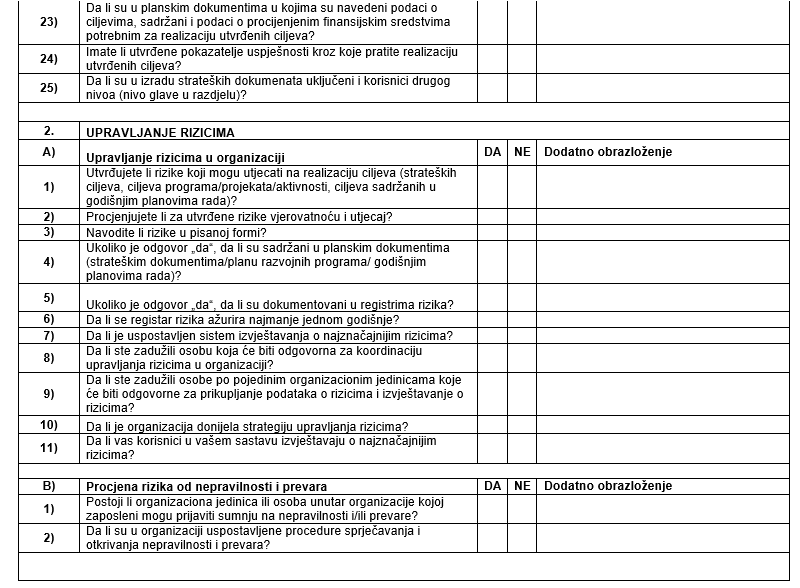 23) Da li su u planskim dokumentima u kojima su navedeni podaci o
ciljevima, sadržani i podaci o procijenjenim finansijskim sredstvima
potrebnim za realizaciju utvrđenih ciljeva?
24) Imate li utvrđene pokazatelje uspješnosti kroz koje pratite realizaciju
utvrđenih ciljeva?
25) Da li su u izradu strateških dokumenata uključeni i korisnici drugog
nivoa (nivo glave u razdjelu)?
2. UPRAVLJANJE RIZICIMA
A) Upravljanje rizicima u organizaciji DA NE Dodatno obrazloženje
1) Utvrđujete li rizike koji mogu utjecati na realizaciju ciljeva (strateških
ciljeva, ciljeva programa/projekata/aktivnosti, ciljeva sadržanih u
godišnjim planovima rada)?
2) Procjenjujete li za utvrđene rizike vjerovatnoću i utjecaj?
3) Navodite li rizike u pisanoj formi?
4) Ukoliko je odgovor „da“, da li su sadržani u planskim dokumentima
(strateškim dokumentima/planu razvojnih programa/ godišnjim
planovima rada)?
5) Ukoliko je odgovor „da“, da li su dokumentovani u registrima rizika?
6) Da li se registar rizika ažurira najmanje jednom godišnje?
7) Da li je uspostavljen sistem izvještavanja o najznačajnijim rizicima?
8) Da li ste zadužili osobu koja će biti odgovorna za koordinaciju
upravljanja rizicima u organizaciji?
9) Da li ste zadužili osobe po pojedinim organizacionim jedinicama koje
će biti odgovorne za prikupljanje podataka o rizicima i izvještavanje o
rizicima?
10) Da li je organizacija donijela strategiju upravljanja rizicima?
11) Da li vas korisnici u vašem sastavu izvještavaju o najznačajnijim
rizicima?
B) Procjena rizika od nepravilnosti i prevara DA NE Dodatno obrazloženje
1) Postoji li organizaciona jedinica ili osoba unutar organizacije kojoj
zaposleni mogu prijaviti sumnju na nepravilnosti i/ili prevare?
2) Da li su u organizaciji uspostavljene procedure sprječavanja i
otkrivanja nepravilnosti i prevara?